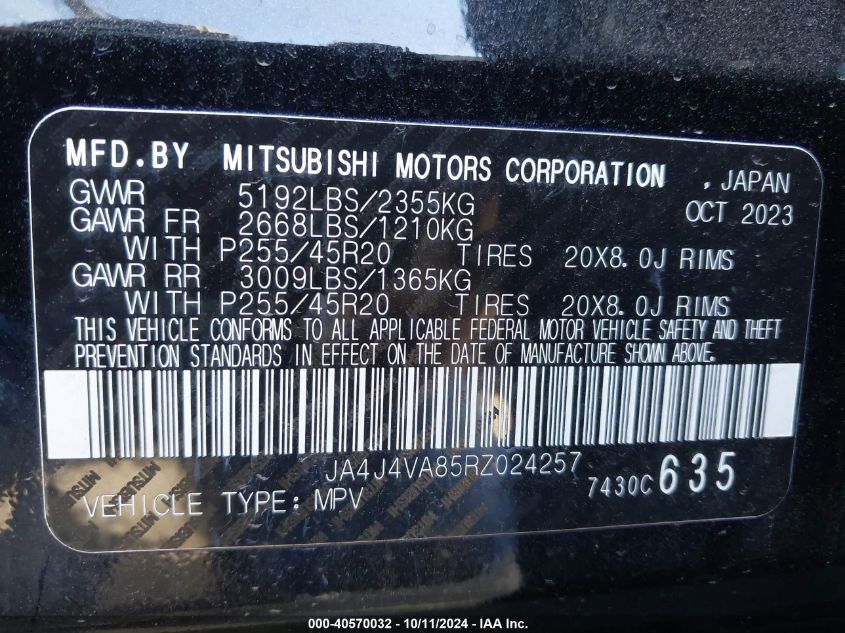 MFD.BY MITSUBISHI MOTORS CORPORATION , JAPAN
GVWR 5192LBS/2355KG OCT 2023
GAWR FR 2668LBS/1210KG
WITH P255/45R20 TIRES 20X8.0J RIMS
GAWR RR 3009LBS/1365KG
WITH P255/45R20 TIRES 20X8.0J RIMS
THIS VEHICLE CONFORMS TO ALL APPLICABLE FEDERAL MOTOR VEHICLE SAFETY AND THEFT
PREVENTION STANDARDS IN EFFECT ON THE DATE OF MANUFACTURE SHOWN ABOVE.
JA4J4VA85RZ024257 7430C 635
VEHICLE TYPE: MPV
000-40570032 - 10/11/2024 - IAA Inc.